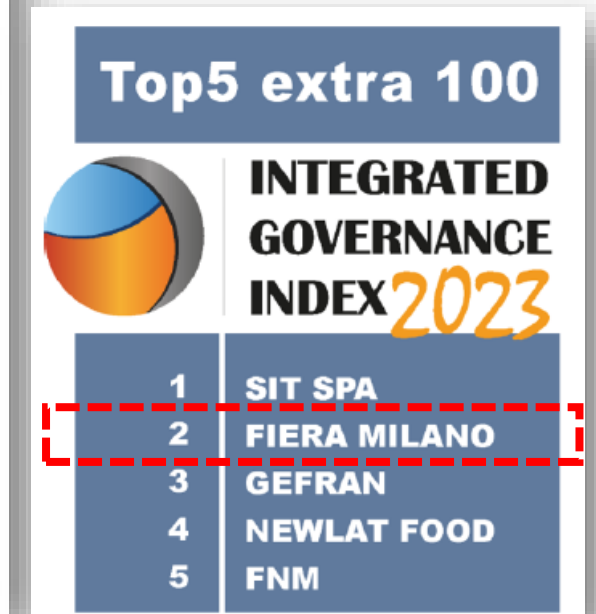 Top5 extra 100
INTEGRATED
GOVERNANCE
INDEX 2023
1 SIT SPA
2 FIERA MILANO
3 GEFRAN
4 NEWLAT FOOD
5 FNM